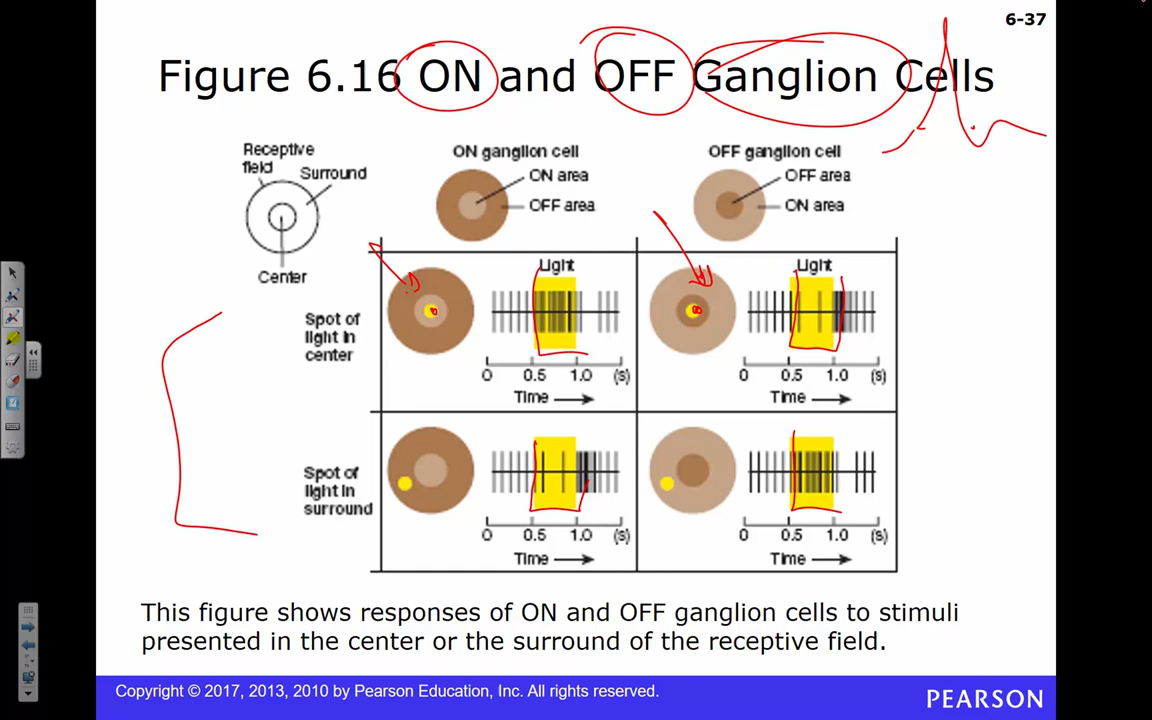 6-37
Figure 6.16 ON and OFF Ganglion Cells
Receptive
field
Surround
Center
ON ganglion cell
ON area
OFF area
OFF ganglion cell
OFF area
ON area
Spot of
light in
center
Light
0 0.5 1.0 (s)
Time
Light
0 0.5 1.0 (s)
Time
Spot of
light in
surround
0 0.5 1.0 (s)
Time
0 0.5 1.0 (s)
Time
This figure shows responses of ON and OFF ganglion cells to stimuli
presented in the center or the surround of the receptive field.
Copyright © 2017, 2013, 2010 by Pearson Education, Inc. All rights reserved.
PEARSON